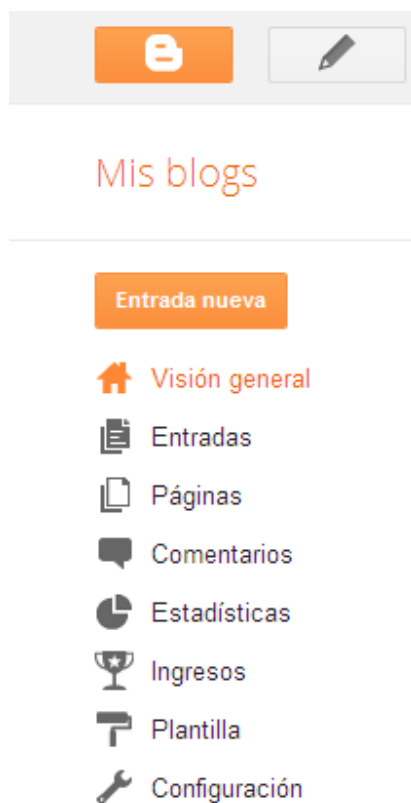 Mis blogs
Entrada nueva
Visión general
Entradas
Páginas
Comentarios
Estadísticas
Ingresos
Plantilla
Configuración